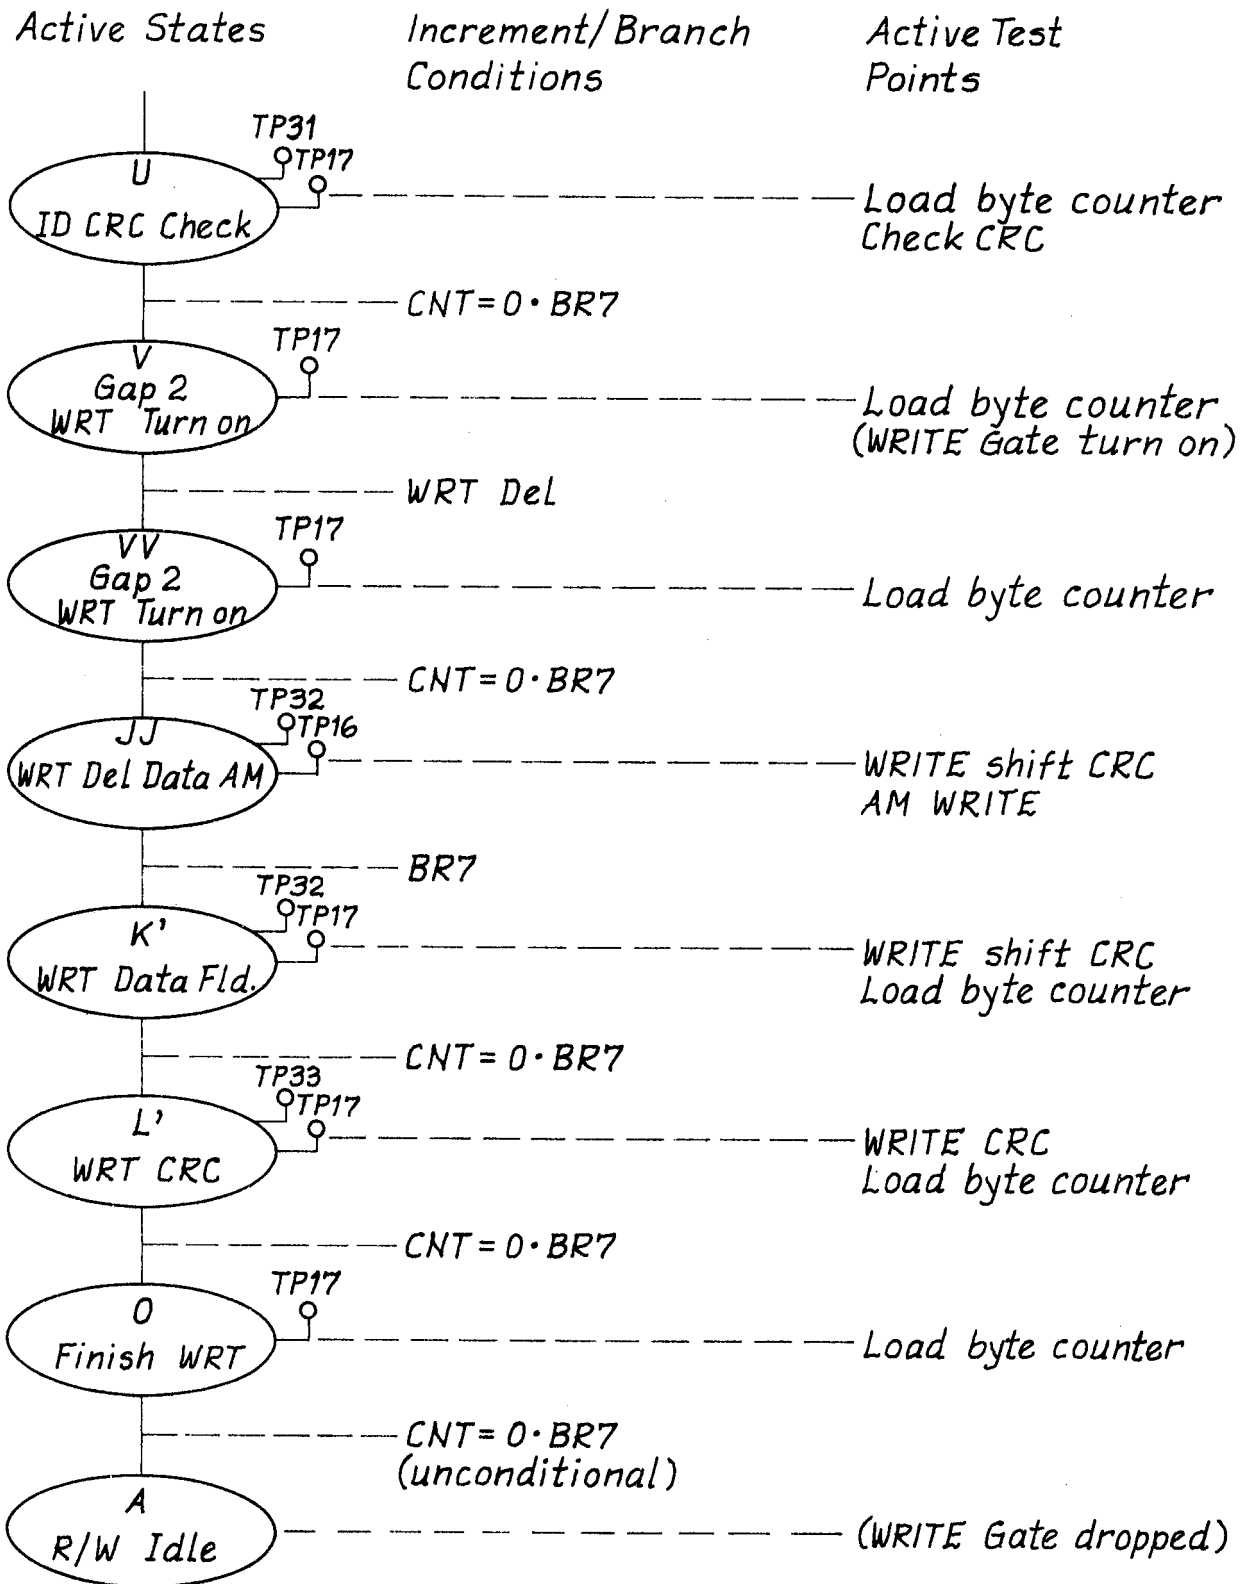 Active States
Increment/Branch
Conditions
Active Test
Points
TP31
TP17
U
ID CRC Check
Load byte counter
Check CRC
CNT=0·BR7
TP17
V
Gap 2
WRT Turn on
Load byte counter
(WRITE Gate turn on)
WRT Del
TP17
VV
Gap 2
WRT Turn on
Load byte counter
CNT=0·BR7
TP32
TP16
JJ
WRT Del Data AM
WRITE shift CRC
AM WRITE
BR7
TP32
TP17
K'
WRT Data Fld.
WRITE shift CRC
Load byte counter
CNT=0·BR7
TP33
TP17
L'
WRT CRC
WRITE CRC
Load byte counter
CNT=0·BR7
TP17
O
Finish WRT
Load byte counter
CNT=0·BR7
(unconditional)
A
R/W Idle
(WRITE Gate dropped)